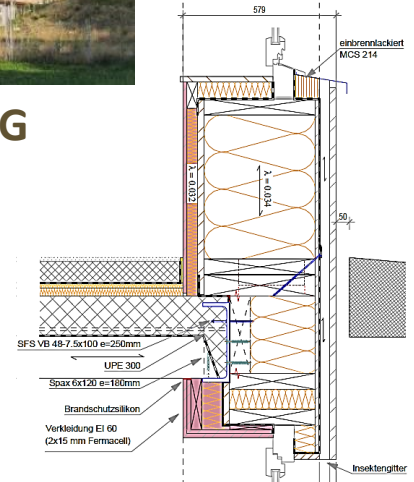 579
einbrennlackiert
MCS 214
G
λ = 0.032
λ = 0.034
50
SFS VB 48-7.5x100 e=250mm
UPE 300
Spax 6x120 e=180mm
Brandschutzsilikon
Verkleidung EI 60
(2x15 mm Fermacell)
Insektengitter